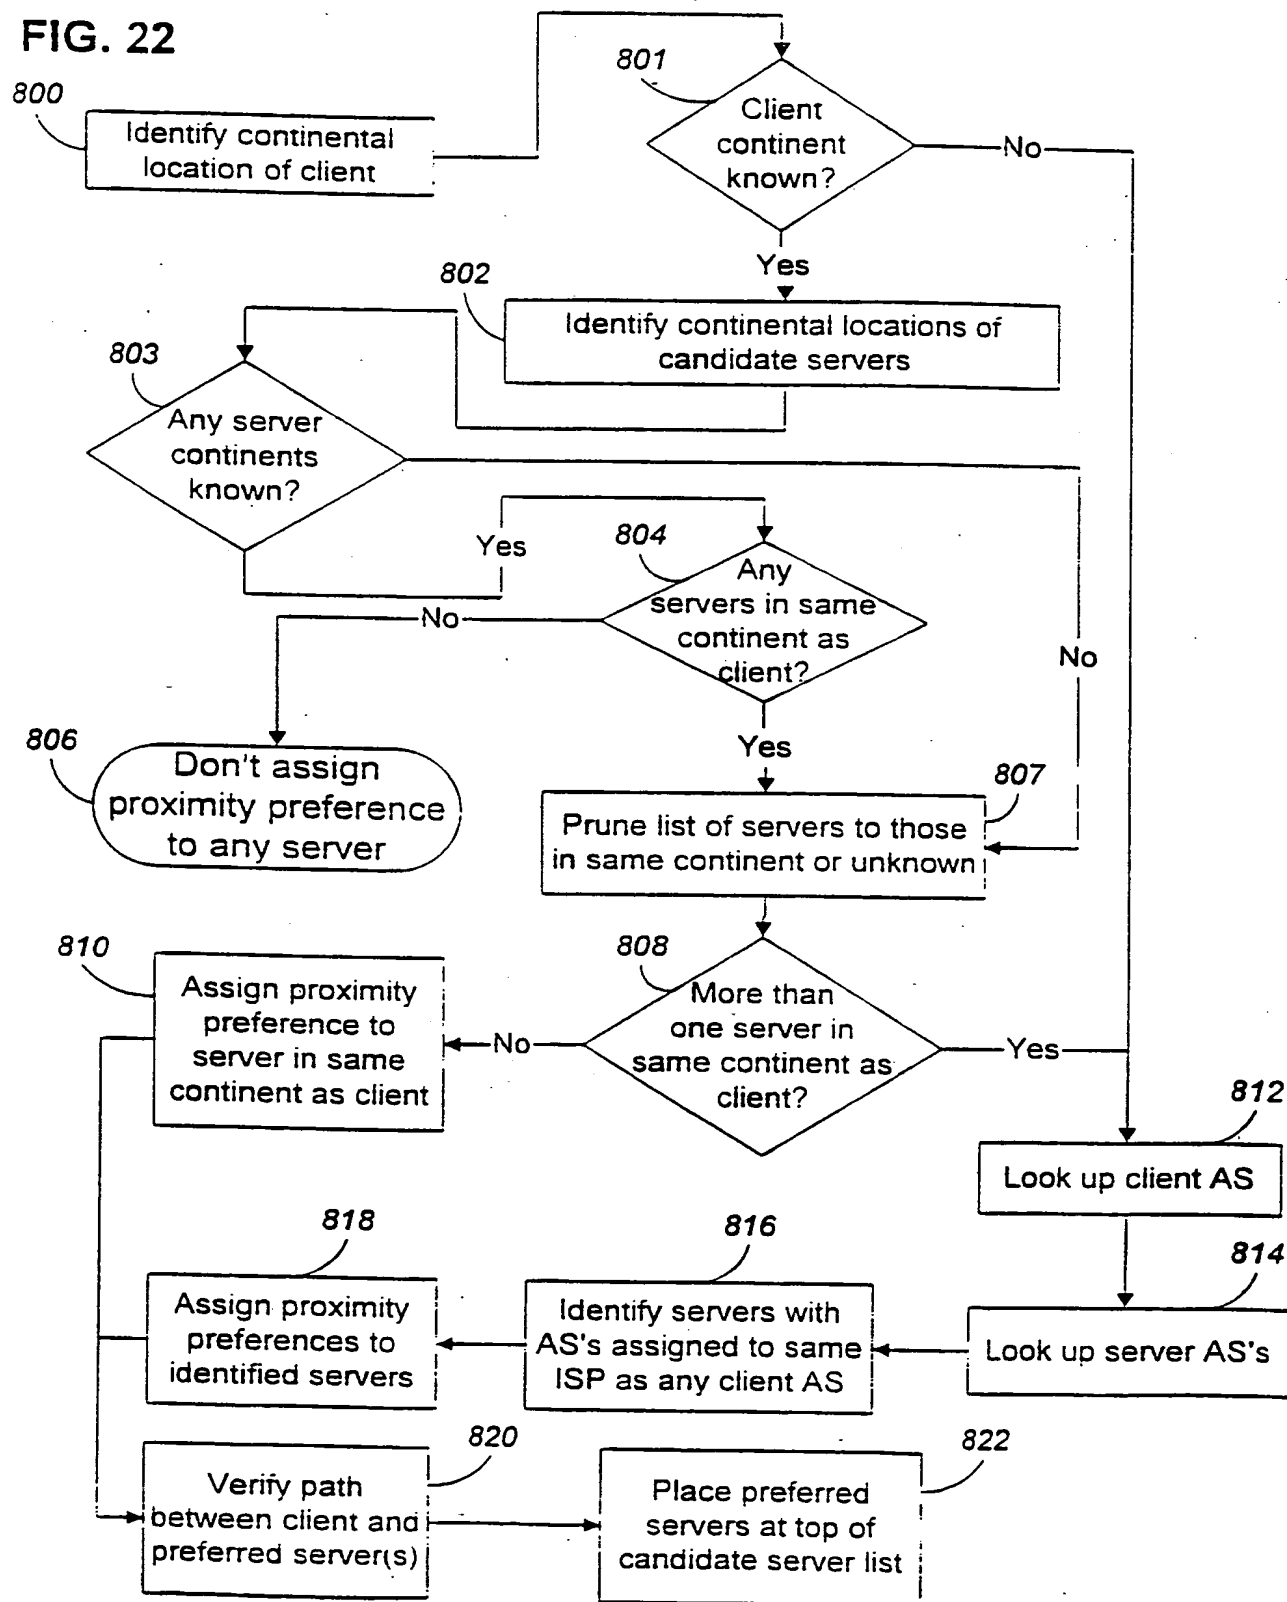 FIG. 22
800
Identify continental
location of client
801
Client
continent
known?
No
Yes
802
Identify continental locations of
candidate servers
803
Any server
continents
known?
Yes
804
Any
servers in same
continent as
client?
No
No
806
Don't assign
proximity preference
to any server
Yes
807
Prune list of servers to those
in same continent or unknown
808
More than
one server in
same continent as
client?
810
Assign proximity
preference to
server in same
continent as client
No
Yes
812
Look up client AS
814
Look up server AS's
816
Identify servers with
AS's assigned to same
ISP as any client AS
818
Assign proximity
preferences to
identified servers
820
Verify path
between client and
preferred server(s)
822
Place preferred
servers at top of
candidate server list